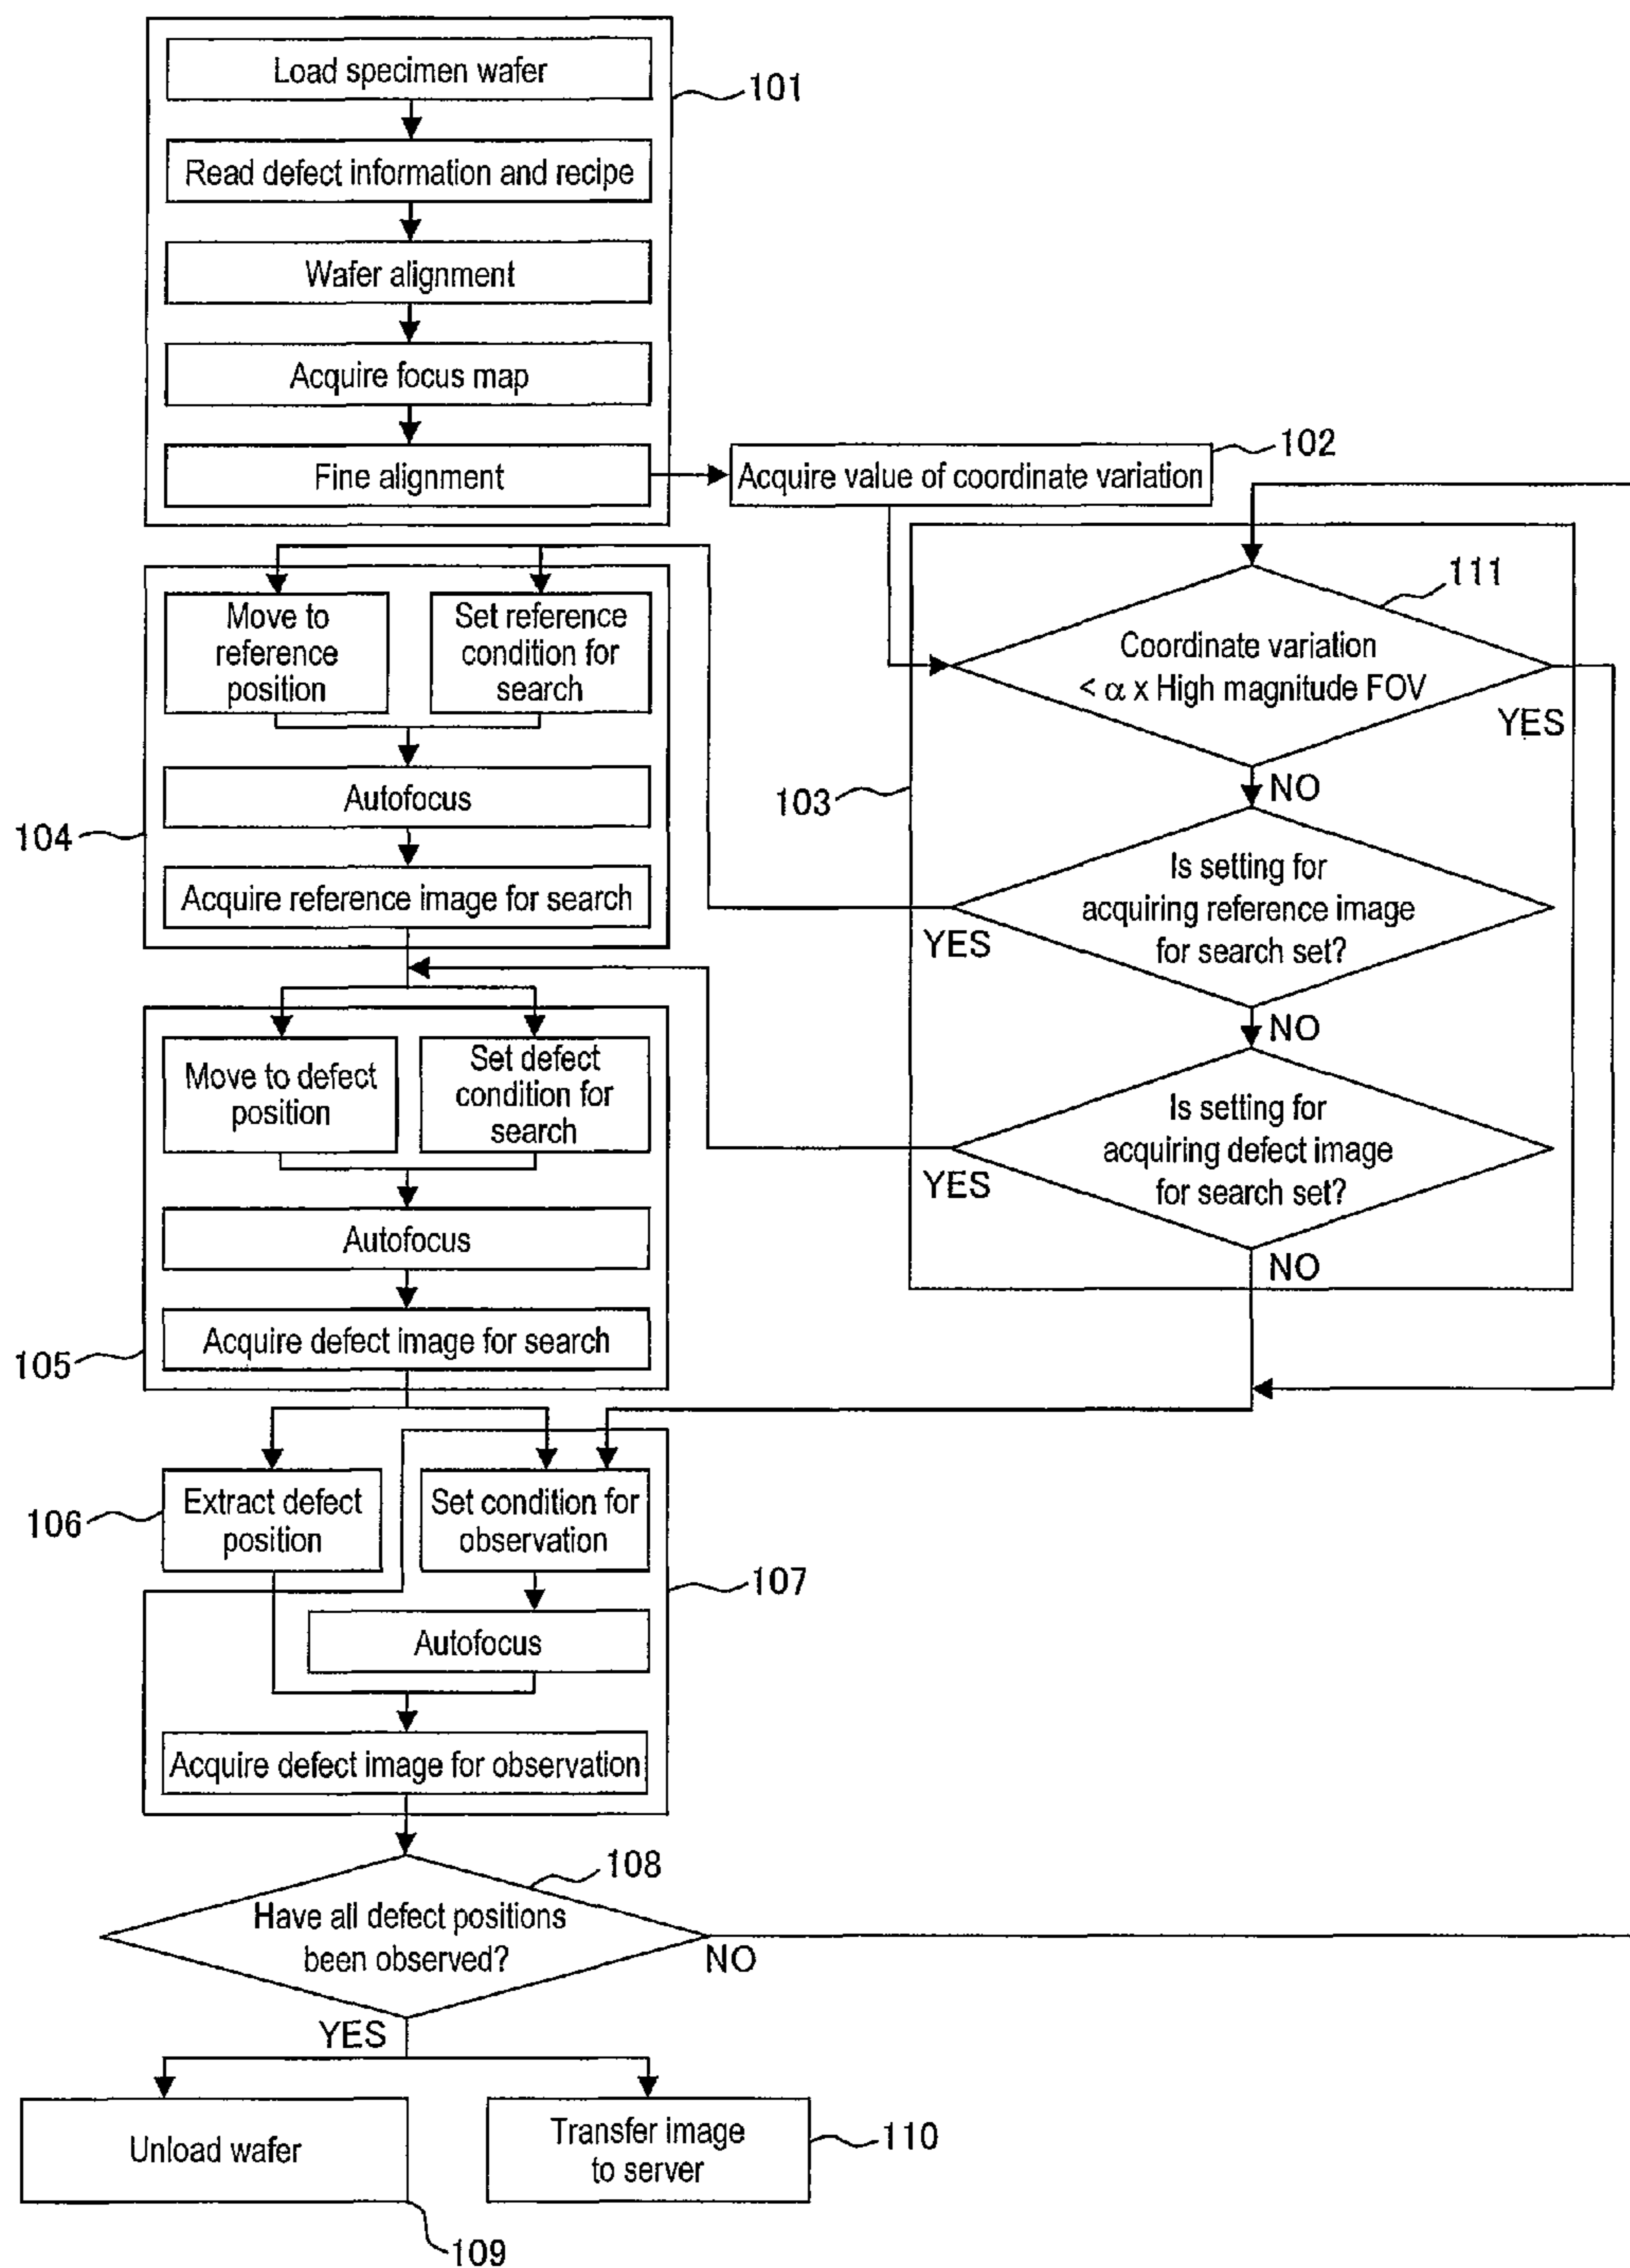 Load specimen wafer
101
Read defect information and recipe
Wafer alignment
Acquire focus map
Fine alignment
102
Acquire value of coordinate variation
111
Coordinate variation
< α x High magnitude FOV
YES
NO
103
Is setting for
acquiring reference image
for search set?
YES
NO
Is setting for
acquiring defect image
for search set?
YES
NO
104
Move to
reference
position
Set reference
condition for
search
Autofocus
Acquire reference image for search
105
Move to defect
position
Set defect
condition for
search
Autofocus
Acquire defect image for search
106
Extract defect
position
Set condition for
observation
107
Autofocus
Acquire defect image for observation
108
Have all defect positions
been observed?
NO
YES
Unload wafer
109
Transfer image
to server
110